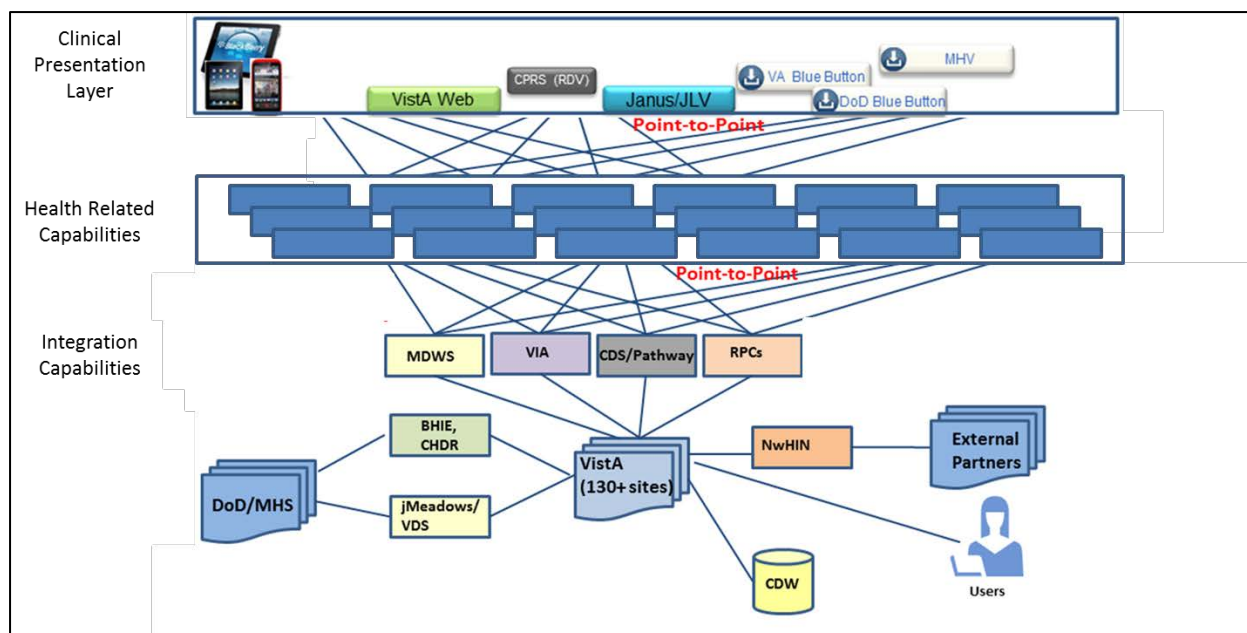 Clinical
Presentation
Layer
BlackBerry
VistA Web
CPRS (RDV)
Janus/JLV
VA Blue Button
DoD Blue Button
MHV
Point-to-Point
Health Related
Capabilities
Point-to-Point
Integration
Capabilities
MDWS
VIA
CDS/Pathway
RPCs
BHIE,
CHDR
DoD/MHS
jMeadows/
VDS
VistA
(130+ sites)
NwHIN
External
Partners
CDW
Users